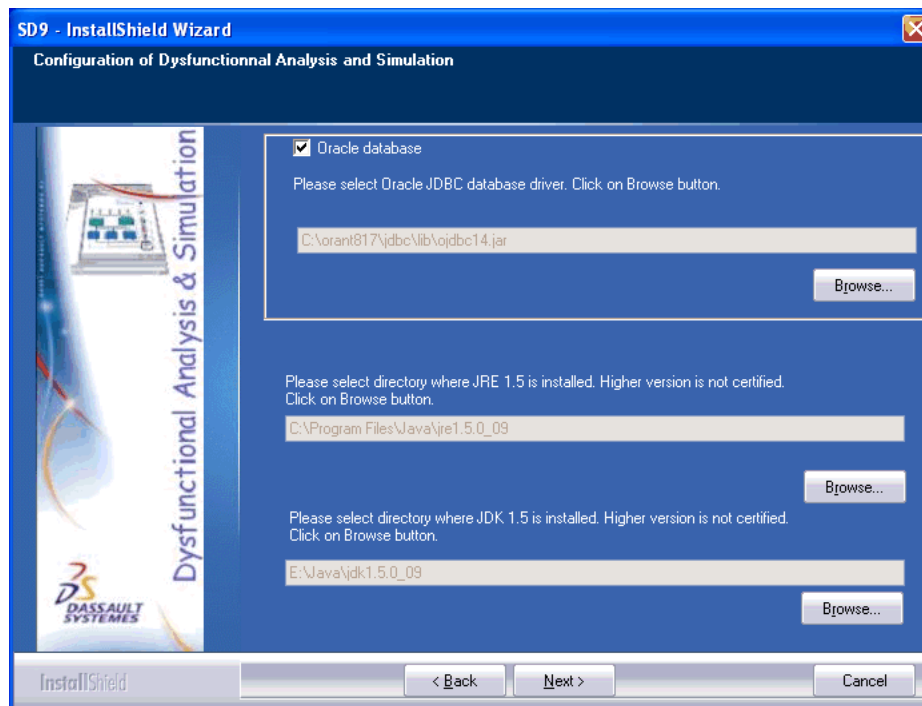 SD9 - InstallShield Wizard
Configuration of Dysfunctionnal Analysis and Simulation
Dysfunctional Analysis & Simulation
DASSAULT
SYSTEMES
Oracle database
Please select Oracle JDBC database driver. Click on Browse button.
C:\orant817\jdbc\lib\ojdbc14.jar
Browse...
Please select directory where JRE 1.5 is installed. Higher version is not certified.
Click on Browse button.
C:\Program Files\Java\jre1.5.0_09
Browse...
Please select directory where JDK 1.5 is installed. Higher version is not certified.
Click on Browse button.
E:\Java\jdk1.5.0_09
Browse...
InstallShield
< Back
Next >
Cancel